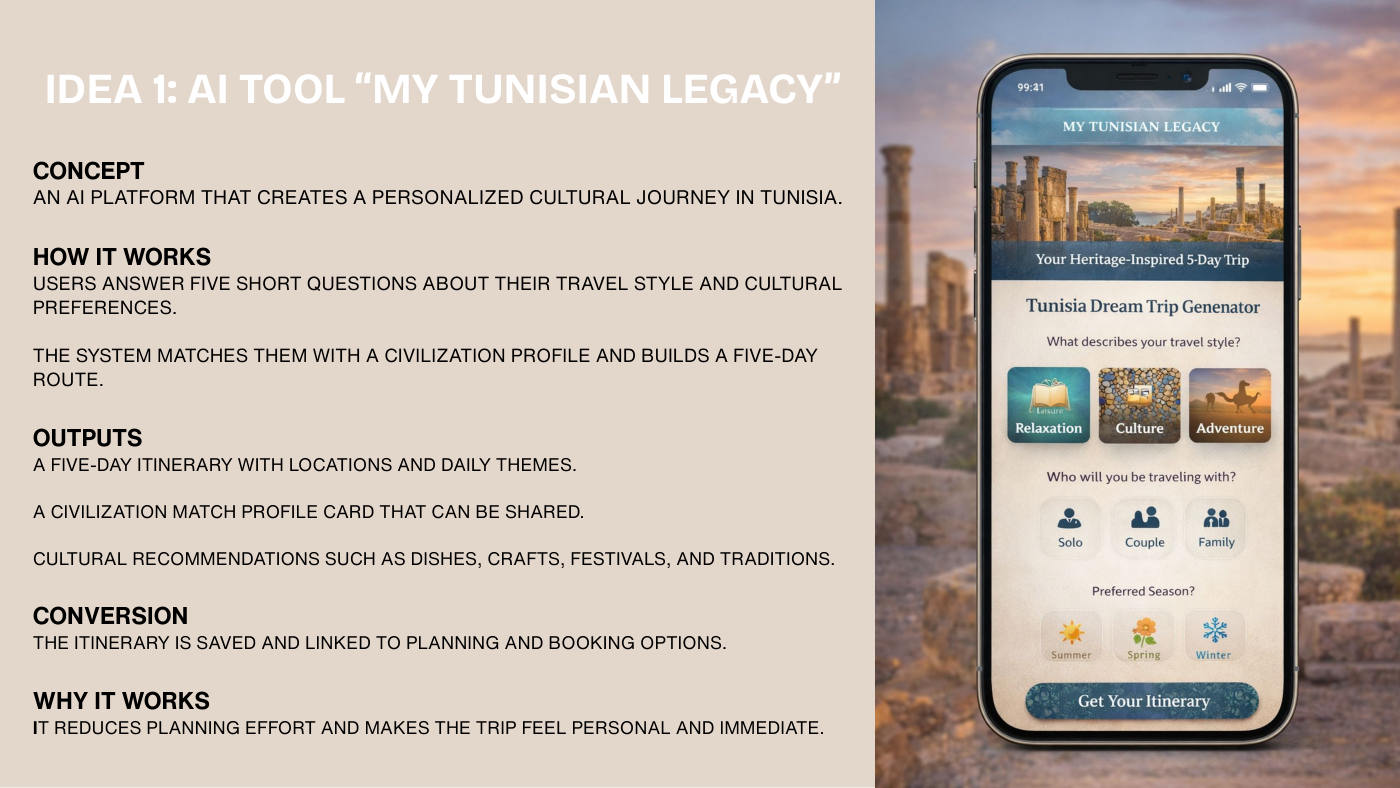 IDEA 1: AI TOOL “MY TUNISIAN LEGACY”
CONCEPT
AN AI PLATFORM THAT CREATES A PERSONALIZED CULTURAL JOURNEY IN TUNISIA.
HOW IT WORKS
USERS ANSWER FIVE SHORT QUESTIONS ABOUT THEIR TRAVEL STYLE AND CULTURAL
PREFERENCES.
THE SYSTEM MATCHES THEM WITH A CIVILIZATION PROFILE AND BUILDS A FIVE-DAY
ROUTE.
OUTPUTS
A FIVE-DAY ITINERARY WITH LOCATIONS AND DAILY THEMES.
A CIVILIZATION MATCH PROFILE CARD THAT CAN BE SHARED.
CULTURAL RECOMMENDATIONS SUCH AS DISHES, CRAFTS, FESTIVALS, AND TRADITIONS.
CONVERSION
THE ITINERARY IS SAVED AND LINKED TO PLANNING AND BOOKING OPTIONS.
WHY IT WORKS
IT REDUCES PLANNING EFFORT AND MAKES THE TRIP FEEL PERSONAL AND IMMEDIATE.
MY TUNISIAN LEGACY
Your Heritage-Inspired 5-Day Trip
Tunisia Dream Trip Genenator
What describes your travel style?
Relaxation Culture Adventure
Who will you be traveling with?
Solo Couple Family
Preferred Season?
Summer Spring Winter
Get Your Itinerary